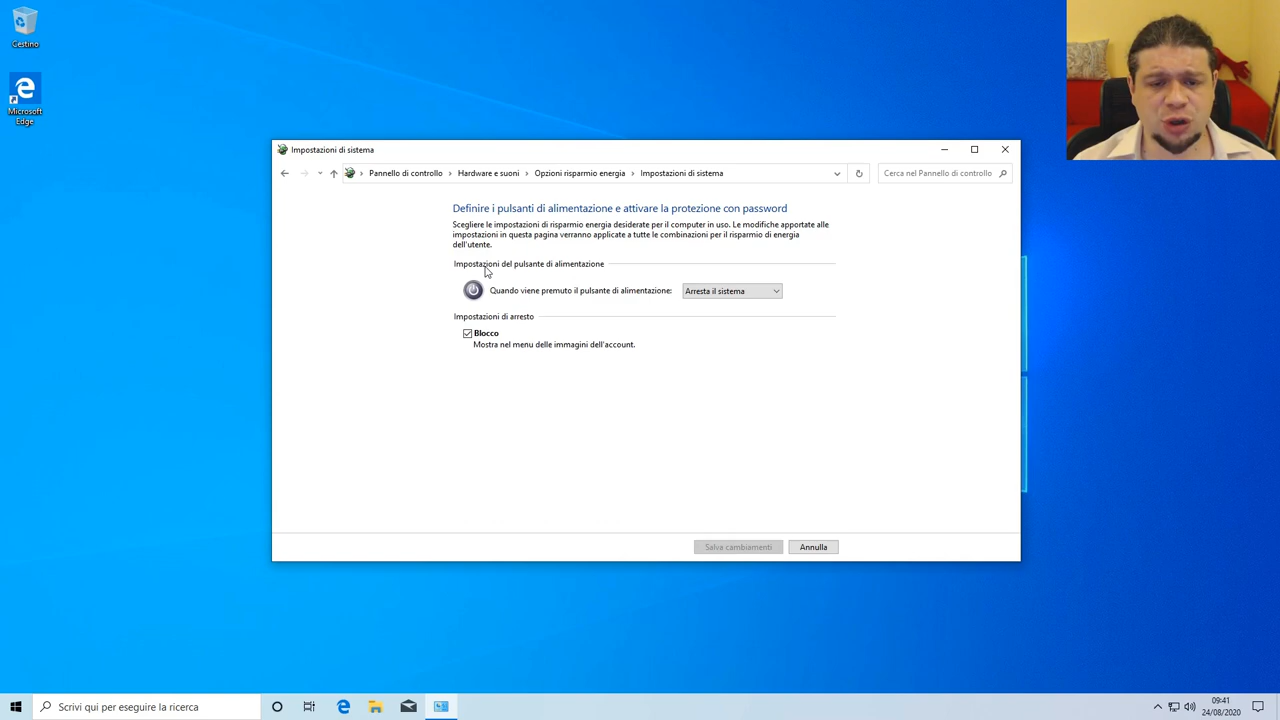 Cestino
Microsoft
Edge
Impostazioni di sistema
Pannello di controllo
Hardware e suoni
Opzioni risparmio energia
Impostazioni di sistema
Cerca nel Pannello di controllo
Definire i pulsanti di alimentazione e attivare la protezione con password
Scegliere le impostazioni di risparmio energia desiderate per il computer in uso. Le modifiche apportate alle
impostazioni in questa pagina verranno applicate a tutte le combinazioni per il risparmio di energia
dell'utente.
Impostazioni del pulsante di alimentazione
Quando viene premuto il pulsante di alimentazione:
Arresta il sistema
Impostazioni di arresto
Blocco
Mostra nel menu delle immagini dell'account.
Salva cambiamenti
Annulla
Scrivi qui per eseguire la ricerca
09:41
24/08/2020